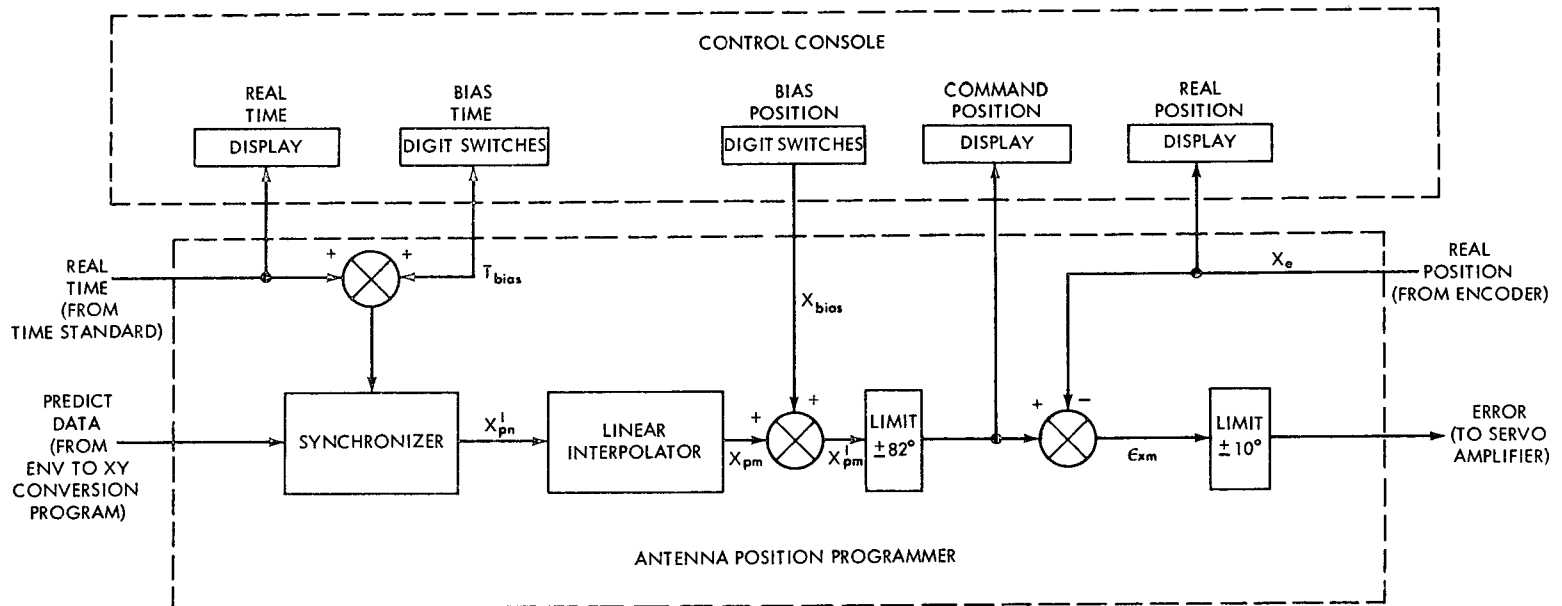 CONTROL CONSOLE
REAL
TIME
DISPLAY
BIAS
TIME
DIGIT SWITCHES
BIAS
POSITION
DIGIT SWITCHES
COMMAND
POSITION
DISPLAY
REAL
POSITION
DISPLAY
REAL
TIME
(FROM
TIME STANDARD)
+ +
T_bias
X_bias
X_e
REAL
POSITION
(FROM ENCODER)
PREDICT
DATA
(FROM
ENV TO XY
CONVERSION
PROGRAM)
SYNCHRONIZER
X'_pn
LINEAR
INTERPOLATOR
+ +
X_pm
X'_pm
LIMIT
±82°
+ −
ϵ_xm
LIMIT
±10°
ERROR
(TO SERVO
AMPLIFIER)
ANTENNA POSITION PROGRAMMER